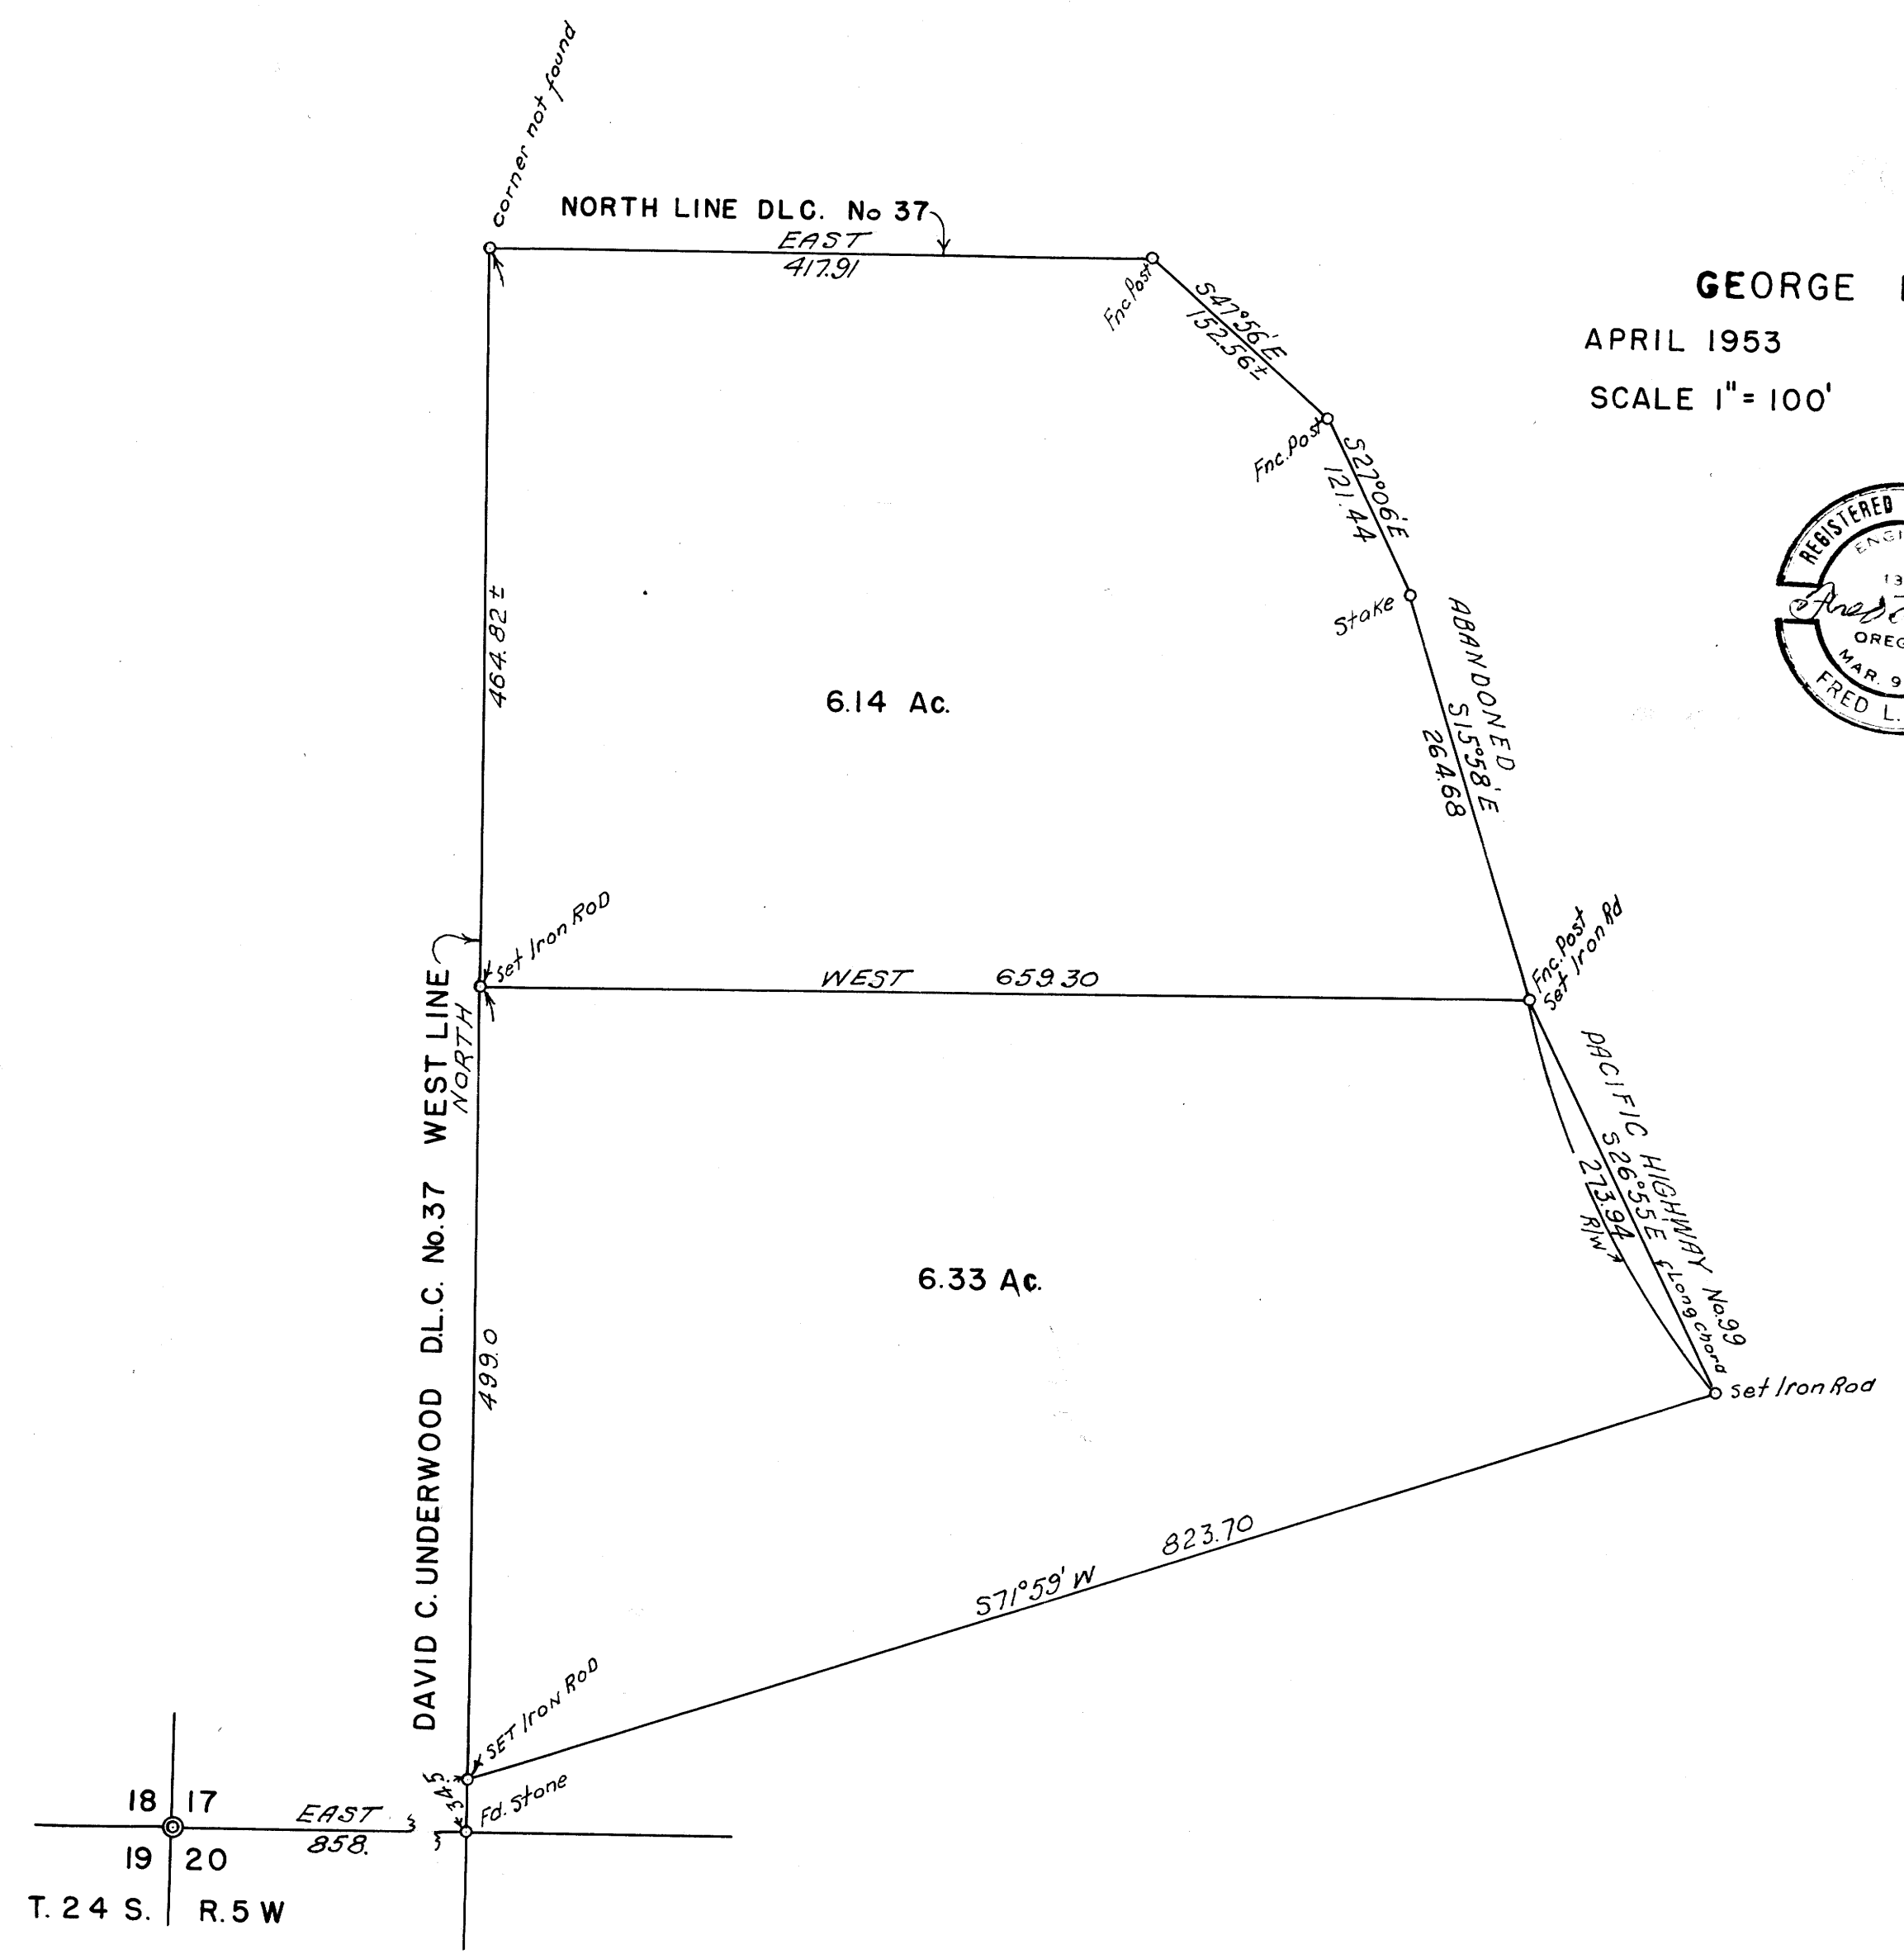 corner not found
NORTH LINE DLC. No 37
EAST
417.91
Fnc. Post
S47°56'E
152.56±
GEORGE
APRIL 1953
SCALE 1" = 100'
Fnc. Post
S27°06'E
121.44
Stake
REGISTERED
OREG
MAR. 9
FRED L.
464.82±
6.14 Ac.
ABANDONED
S15°58'E
264.68
Set Iron ROD
Fnc. Post
Set Iron Rd
WEST 659.30
DAVID C. UNDERWOOD D.L.C. No. 37 WEST LINE
NORTH
PACIFIC HIGHWAY No. 99
S26°55'E
Long Chord
273.94
R/W
6.33 Ac.
499.0
Set Iron Rod
823.70
S71°59'W
SET Iron ROD
34.5
Fd. Stone
18 17
EAST
858.
19 20
T. 24 S. R. 5 W